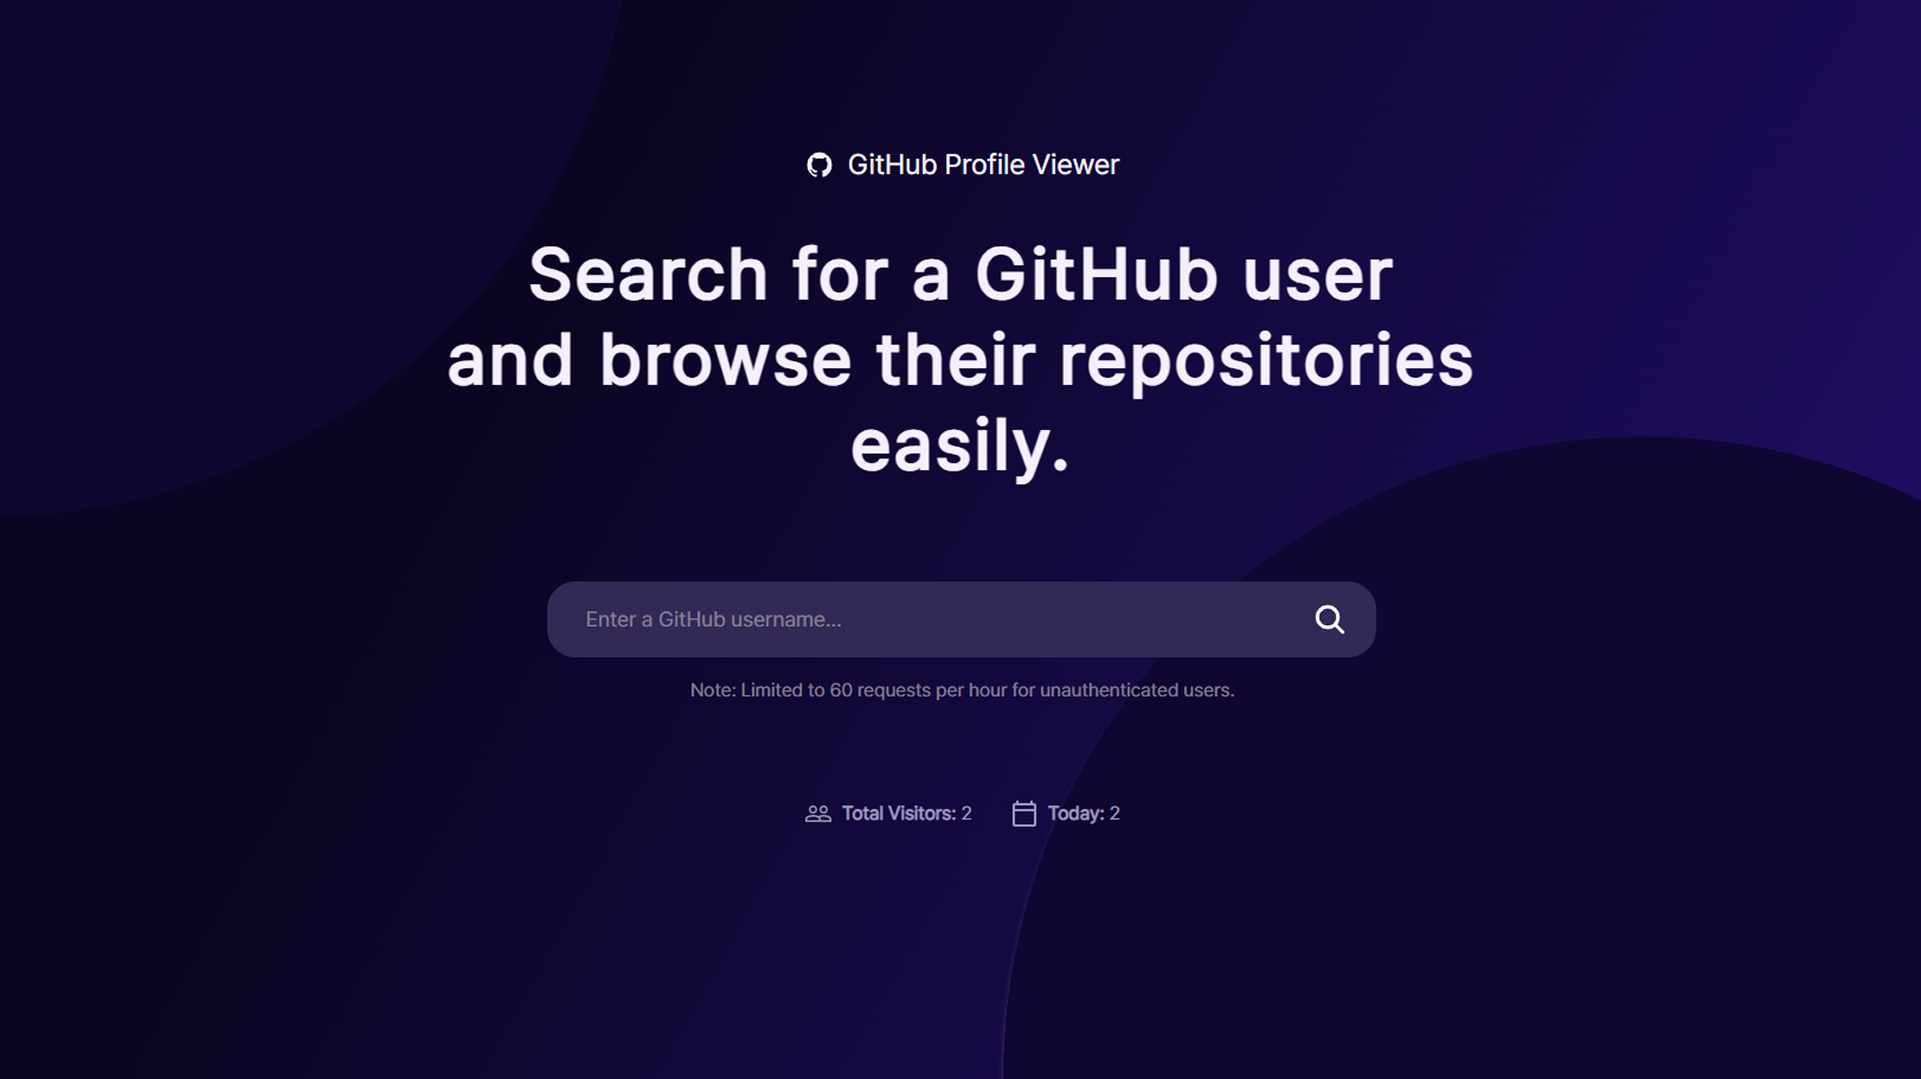 GitHub Profile Viewer
Search for a GitHub user
and browse their repositories
easily.
Enter a GitHub username...
Note: Limited to 60 requests per hour for unauthenticated users.
Total Visitors: 2 Today: 2